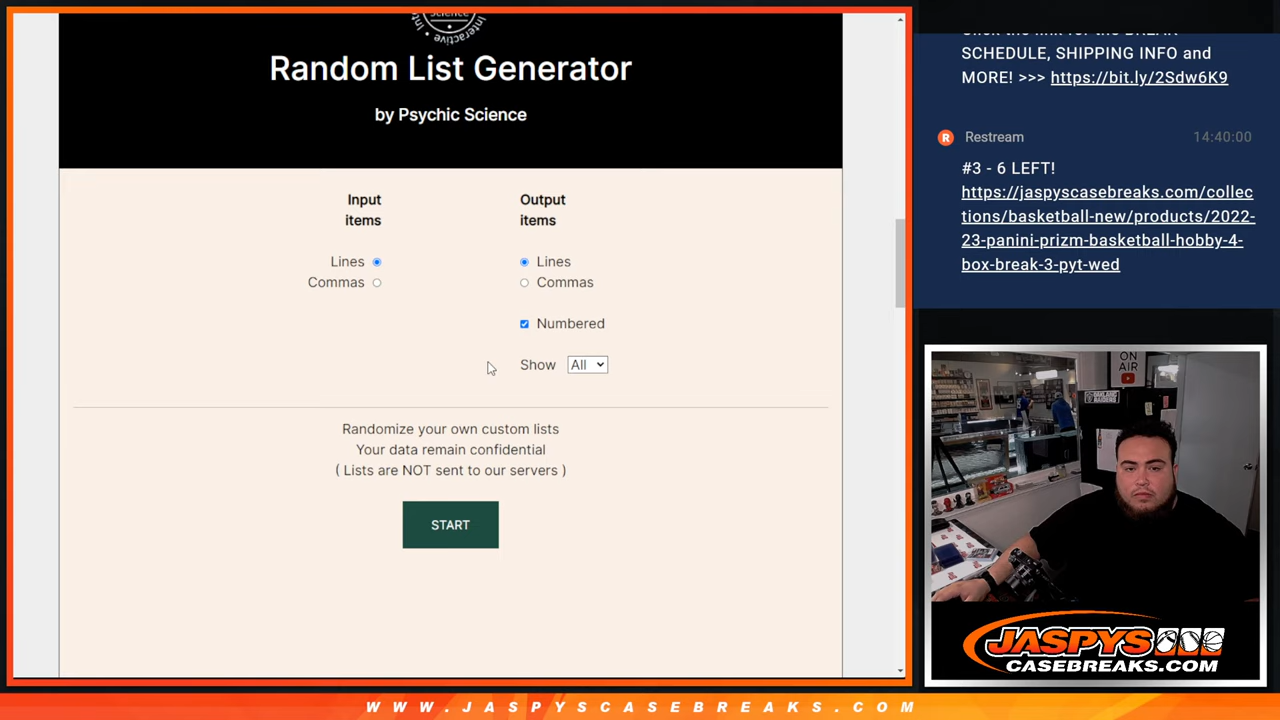 Random List Generator
by Psychic Science
Input
items
Lines
Commas
Output
items
Lines
Commas
Numbered
Show All
Randomize your own custom lists
Your data remain confidential
( Lists are NOT sent to our servers )
START
SCHEDULE, SHIPPING INFO and
MORE! >>> https://bit.ly/2Sdw6K9
R Restream 14:40:00
#3 - 6 LEFT!
https://jaspyscasebreaks.com/collec
tions/basketball-new/products/2022-
23-panini-prizm-basketball-hobby-4-
box-break-3-pyt-wed
ON
AIR
JASPYS
CASEBREAKS.COM
WWW.JASPYSCASEBREAKS.COM